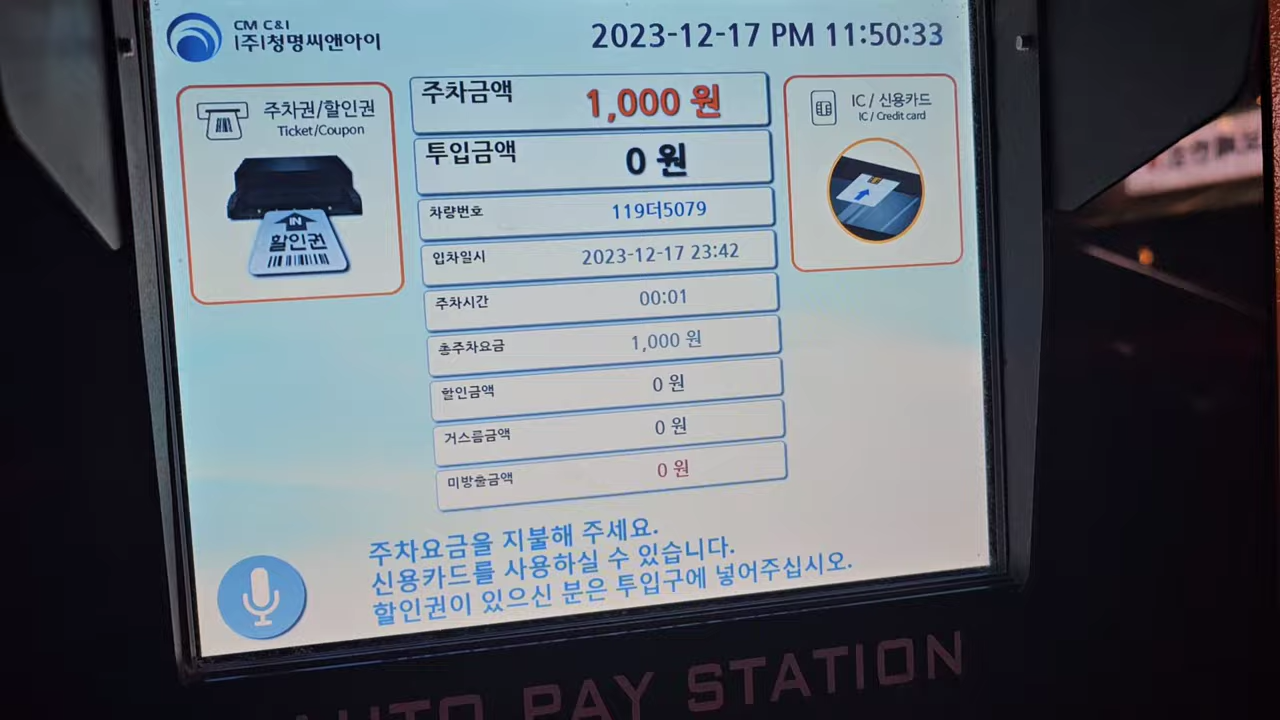 CM C&I
(주)청명씨앤아이
2023-12-17 PM 11:50:33
주차권/할인권
Ticket/Coupon
IN
할인권
주차금액 1,000 원
투입금액 0 원
차량번호 119더5079
입차일시 2023-12-17 23:42
주차시간 00:01
총주차요금 1,000 원
할인금액 0 원
거스름금액 0 원
미방출금액 0 원
IC / 신용카드
IC / Credit card
주차요금을 지불해 주세요.
신용카드를 사용하실 수 있습니다.
할인권이 있으신 분은 투입구에 넣어주십시오.
AUTO PAY STATION